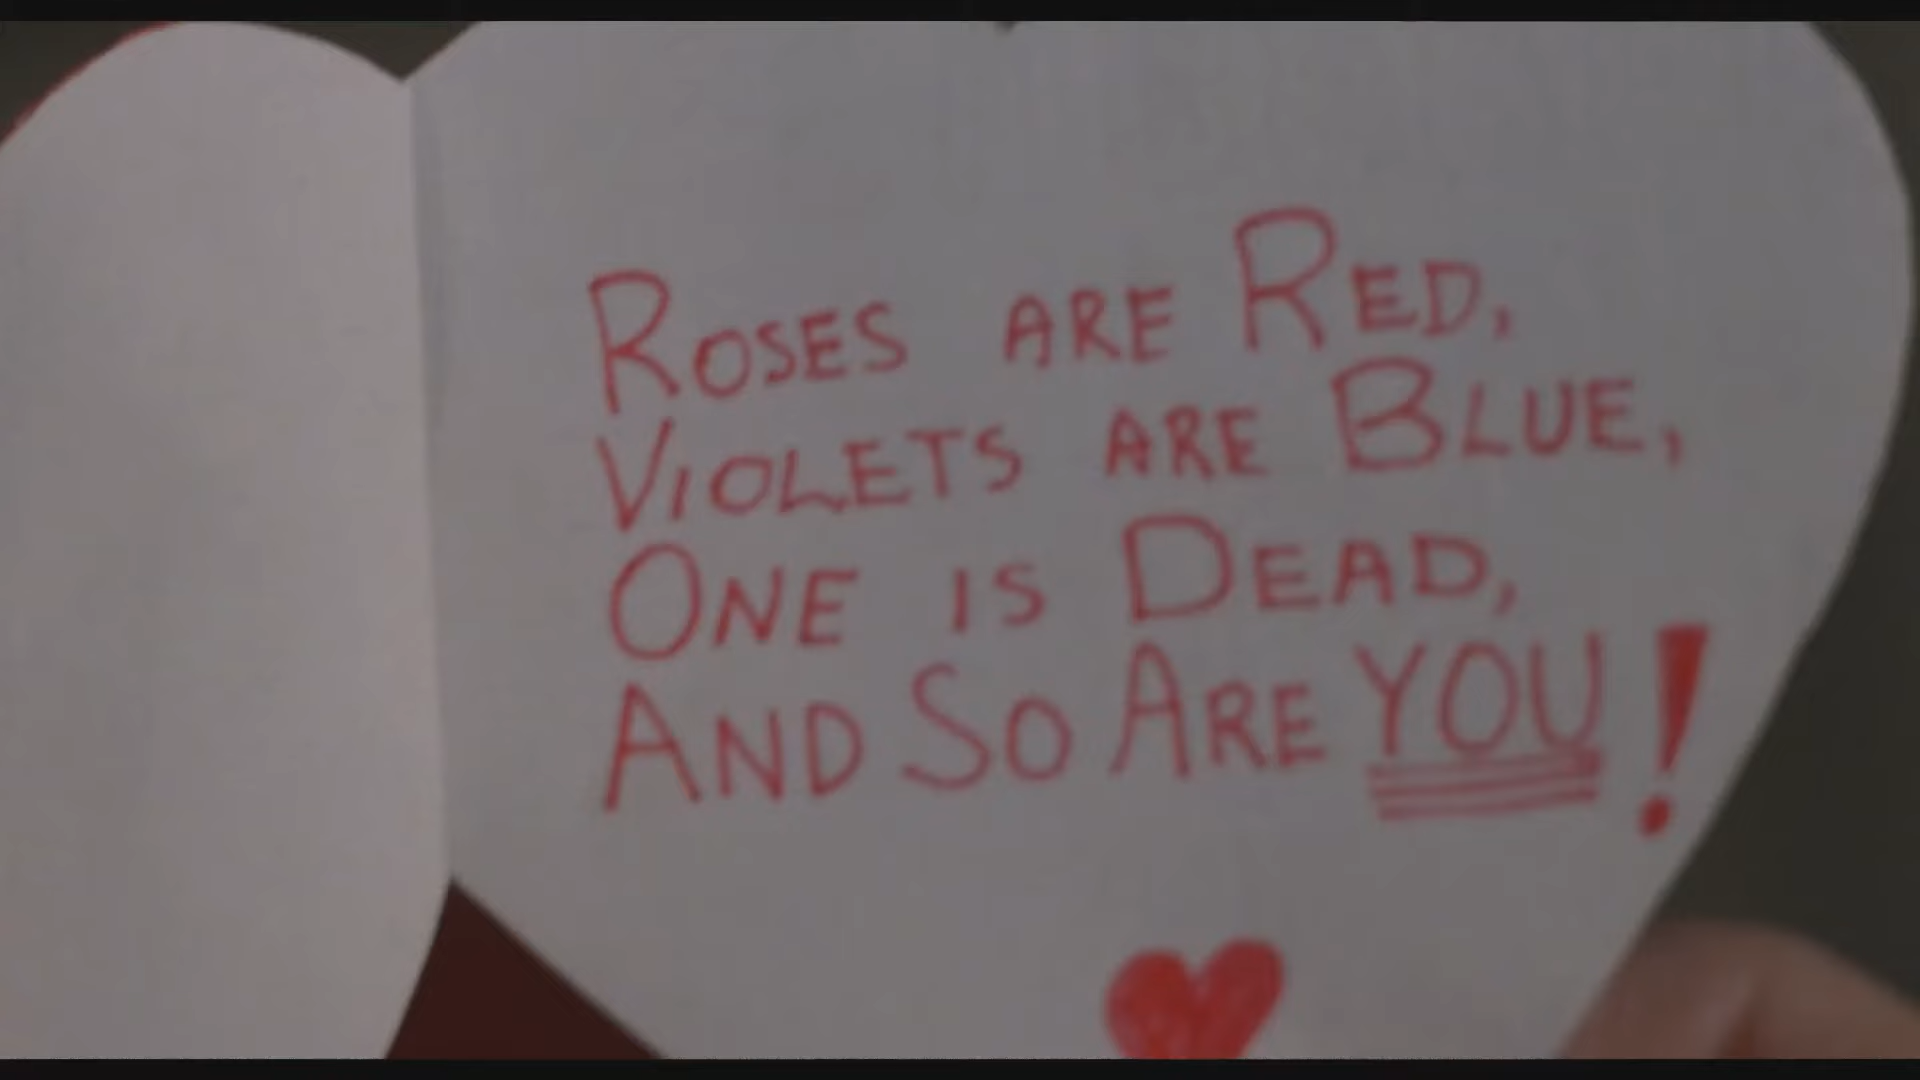 ROSES ARE RED,
VIOLETS ARE BLUE,
ONE IS DEAD,
AND SO ARE YOU!